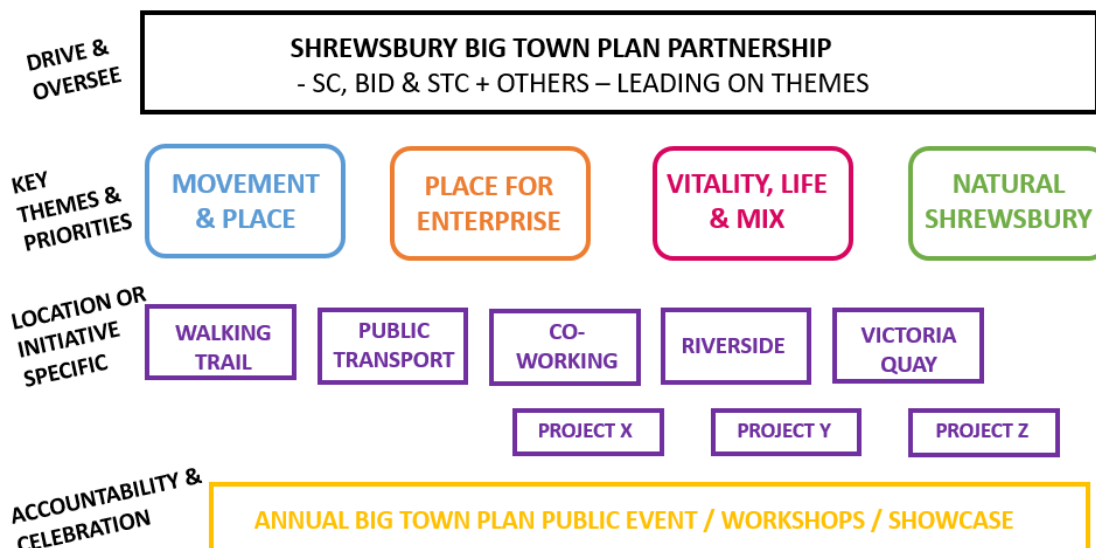 DRIVE &
OVERSEE
SHREWSBURY BIG TOWN PLAN PARTNERSHIP
- SC, BID & STC + OTHERS – LEADING ON THEMES
KEY
THEMES &
PRIORITIES
MOVEMENT
& PLACE
PLACE FOR
ENTERPRISE
VITALITY, LIFE
& MIX
NATURAL
SHREWSBURY
LOCATION OR
INITIATIVE
SPECIFIC
WALKING
TRAIL
PUBLIC
TRANSPORT
CO-
WORKING
RIVERSIDE
VICTORIA
QUAY
PROJECT X
PROJECT Y
PROJECT Z
ACCOUNTABILITY &
CELEBRATION
ANNUAL BIG TOWN PLAN PUBLIC EVENT / WORKSHOPS / SHOWCASE